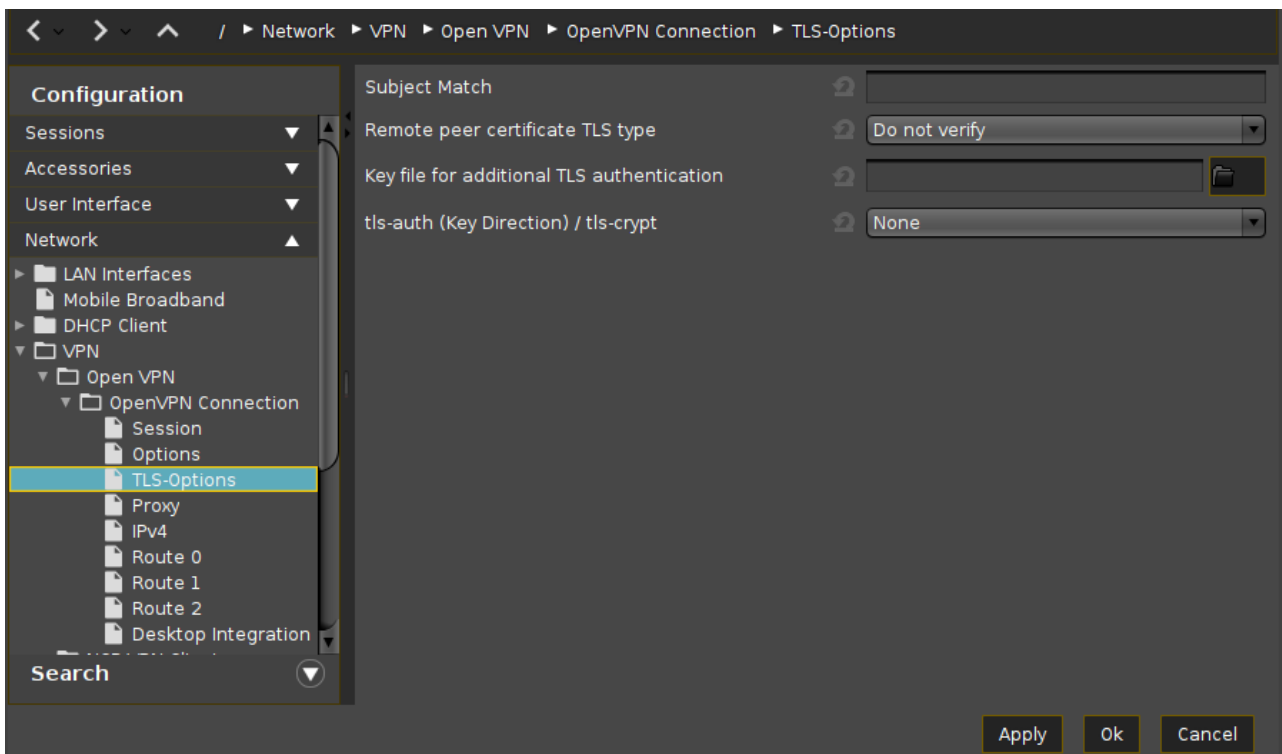 / Network VPN Open VPN OpenVPN Connection TLS-Options
Configuration
Sessions
Accessories
User Interface
Network
LAN Interfaces
Mobile Broadband
DHCP Client
VPN
Open VPN
OpenVPN Connection
Session
Options
TLS-Options
Proxy
IPv4
Route 0
Route 1
Route 2
Desktop Integration
Search
Subject Match
Remote peer certificate TLS type
Do not verify
Key file for additional TLS authentication
tls-auth (Key Direction) / tls-crypt
None
Apply
Ok
Cancel